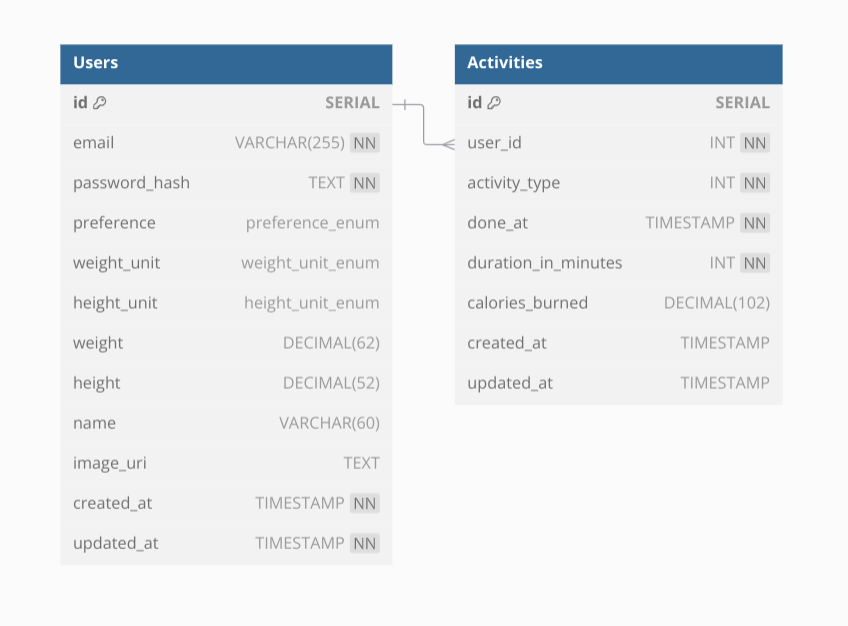 Users
id SERIAL
email VARCHAR(255) NN
password_hash TEXT NN
preference preference_enum
weight_unit weight_unit_enum
height_unit height_unit_enum
weight DECIMAL(62)
height DECIMAL(52)
name VARCHAR(60)
image_uri TEXT
created_at TIMESTAMP NN
updated_at TIMESTAMP NN
Activities
id SERIAL
user_id INT NN
activity_type INT NN
done_at TIMESTAMP NN
duration_in_minutes INT NN
calories_burned DECIMAL(102)
created_at TIMESTAMP
updated_at TIMESTAMP